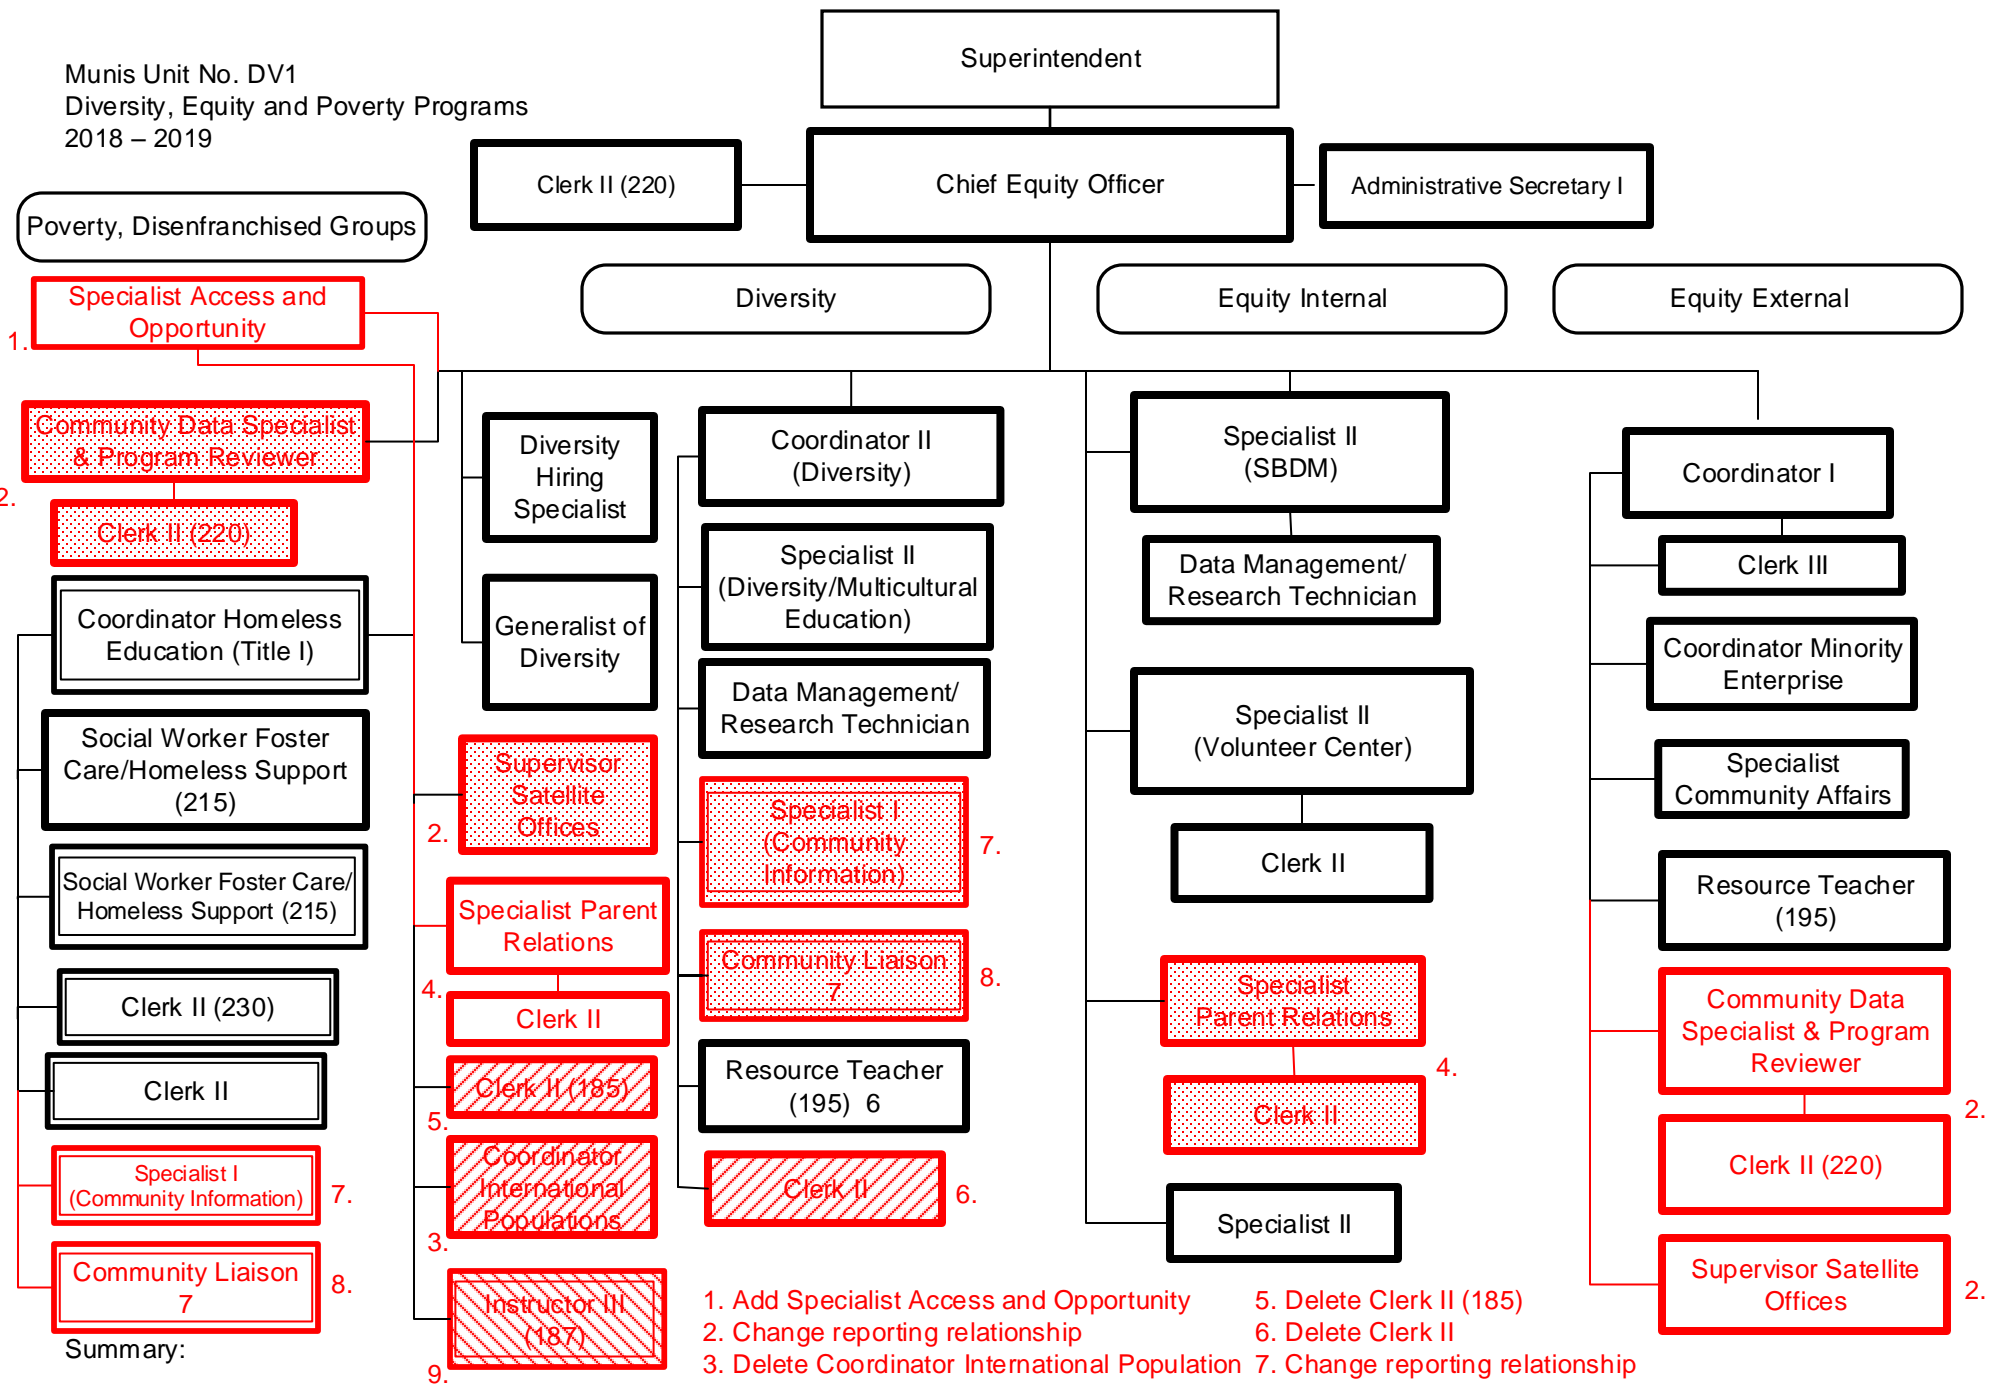 Superintendent
Munis Unit No. DV1
Diversity, Equity and Poverty Programs
2018 – 2019
Clerk II (220)
Chief Equity Officer
Administrative Secretary I
Poverty, Disenfranchised Groups
Diversity
Equity Internal
Equity External
Specialist Access and
Opportunity
1.
Community Data Specialist
& Program Reviewer
2.
Clerk II (220)
Coordinator Homeless
Education (Title I)
Social Worker Foster
Care/Homeless Support
(215)
Social Worker Foster Care/
Homeless Support (215)
Clerk II (230)
Clerk II
Specialist I
(Community Information)
7.
Community Liaison
7
8.
Summary:
Diversity
Hiring
Specialist
Generalist of
Diversity
Supervisor
Satellite
Offices
2.
Specialist Parent
Relations
4.
Clerk II
Clerk II (185)
5.
Coordinator
International
Populations
3.
Instructor III
(187)
9.
Coordinator II
(Diversity)
Specialist II
(Diversity/Multicultural
Education)
Data Management/
Research Technician
Specialist I
(Community
Information)
7.
Community Liaison
7
8.
Resource Teacher
(195)  6
Clerk II
6.
Specialist II
(SBDM)
Data Management/
Research Technician
Specialist II
(Volunteer Center)
Clerk II
Specialist
Parent Relations
4.
Clerk II
Specialist II
Coordinator I
Clerk III
Coordinator Minority
Enterprise
Specialist
Community Affairs
Resource Teacher
(195)
Community Data
Specialist & Program
Reviewer
2.
Clerk II (220)
Supervisor Satellite
Offices
2.
1. Add Specialist Access and Opportunity
2. Change reporting relationship
3. Delete Coordinator International Population
5. Delete Clerk II (185)
6. Delete Clerk II
7. Change reporting relationship